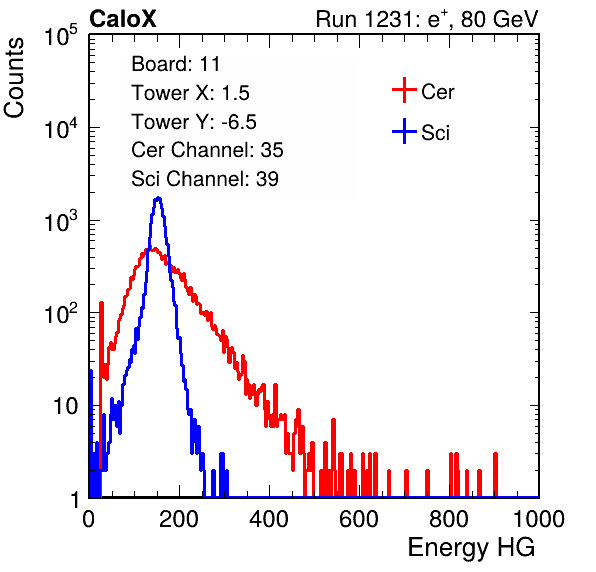 CaloX Run 1231: e⁺, 80 GeV
Board: 11
Tower X: 1.5
Tower Y: -6.5
Cer Channel: 35
Sci Channel: 39
Cer
Sci
Counts
10⁵
10⁴
10³
10²
10
1
0 200 400 600 800 1000
Energy HG